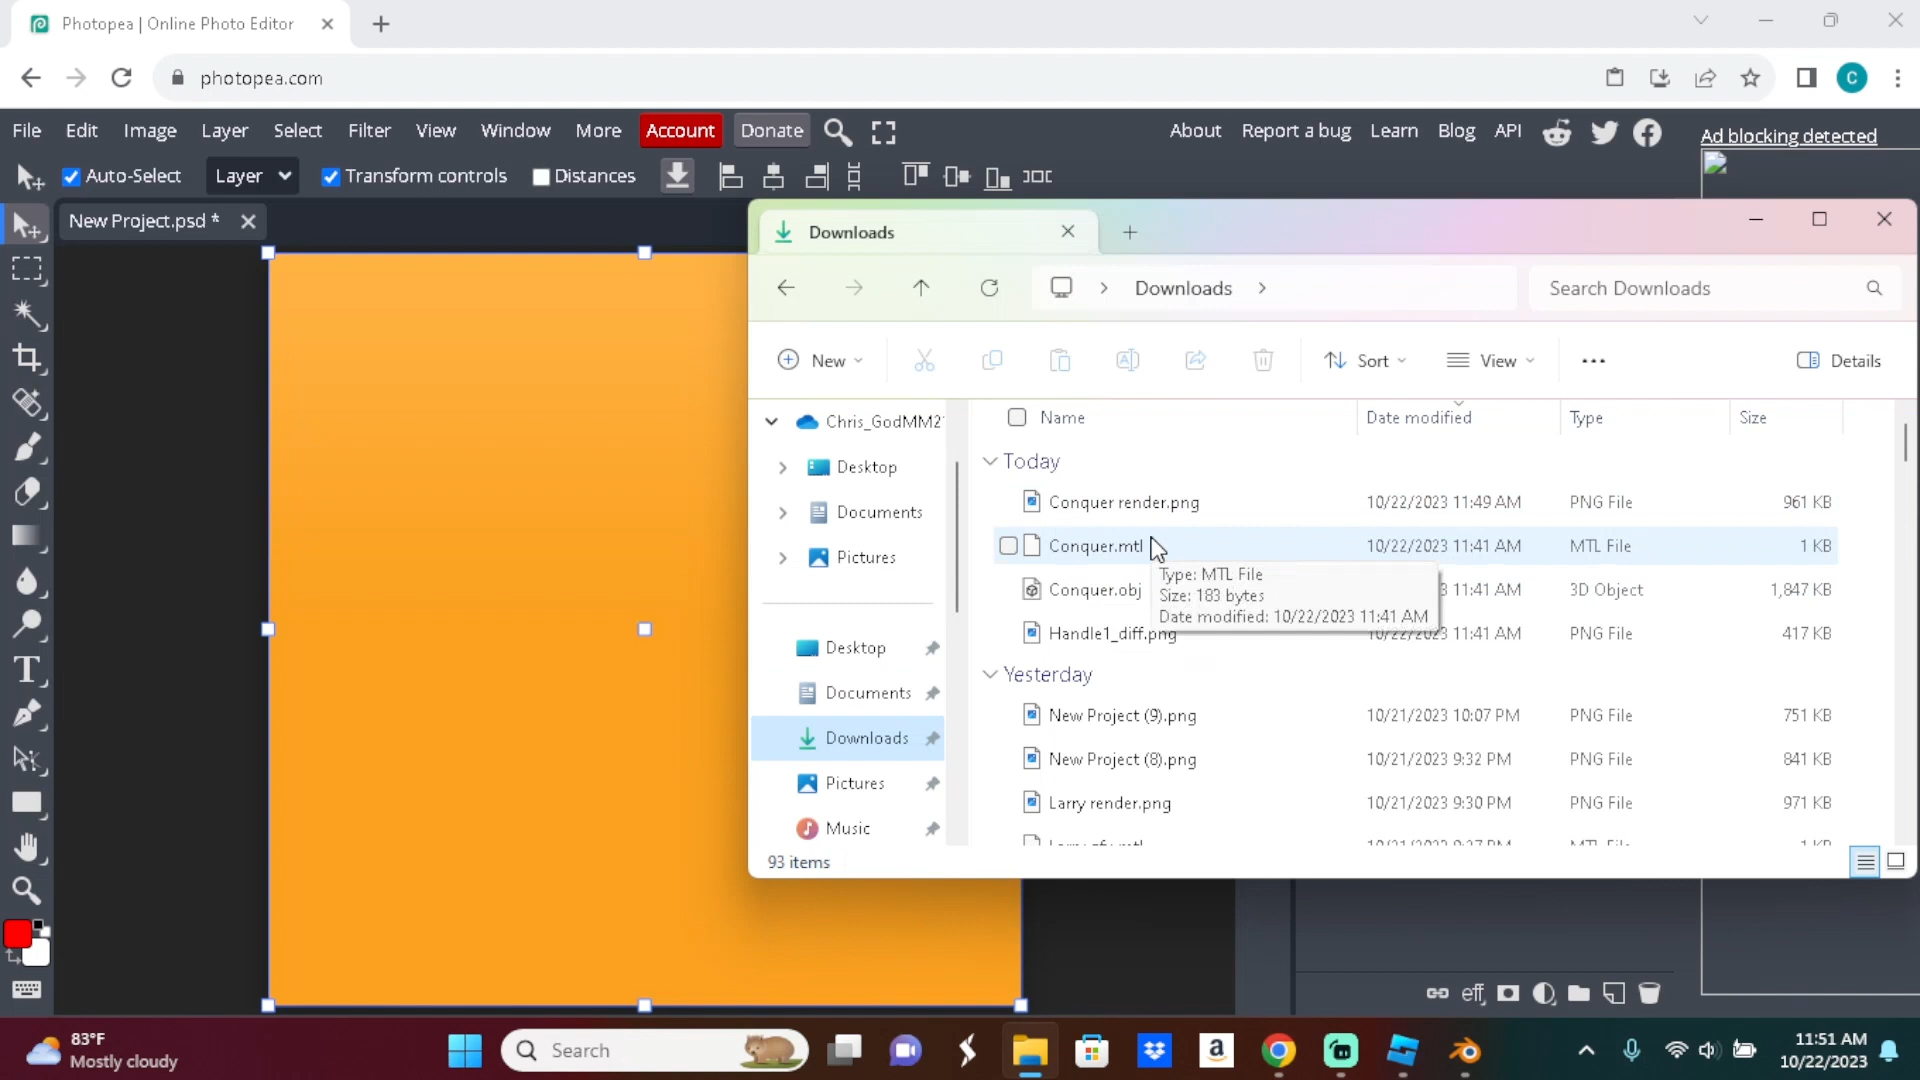 Photopea | Online Photo Editor
photopea.com
File Edit Image Layer Select Filter View Window More Account Donate About Report a bug Learn Blog API Ad blocking detected
Auto-Select Layer Transform controls Distances
New Project.psd *
Downloads
Downloads Search Downloads
New Sort View Details
Name Date modified Type Size
Chris_GodMM2
Desktop
Documents
Pictures
Desktop
Documents
Downloads
Pictures
Music
Today
Conquer render.png 10/22/2023 11:49 AM PNG File 961 KB
Conquer.mtl 10/22/2023 11:41 AM MTL File 1 KB
Conquer.obj 11:41 AM 3D Object 1,847 KB
Handle1_diff.png 10/22/2023 11:41 AM PNG File 417 KB
Type: MTL File
Size: 183 bytes
Date modified: 10/22/2023 11:41 AM
Yesterday
New Project (9).png 10/21/2023 10:07 PM PNG File 751 KB
New Project (8).png 10/21/2023 9:32 PM PNG File 841 KB
Larry render.png 10/21/2023 9:30 PM PNG File 971 KB
93 items
eff
83°F
Mostly cloudy
Search
11:51 AM
10/22/2023